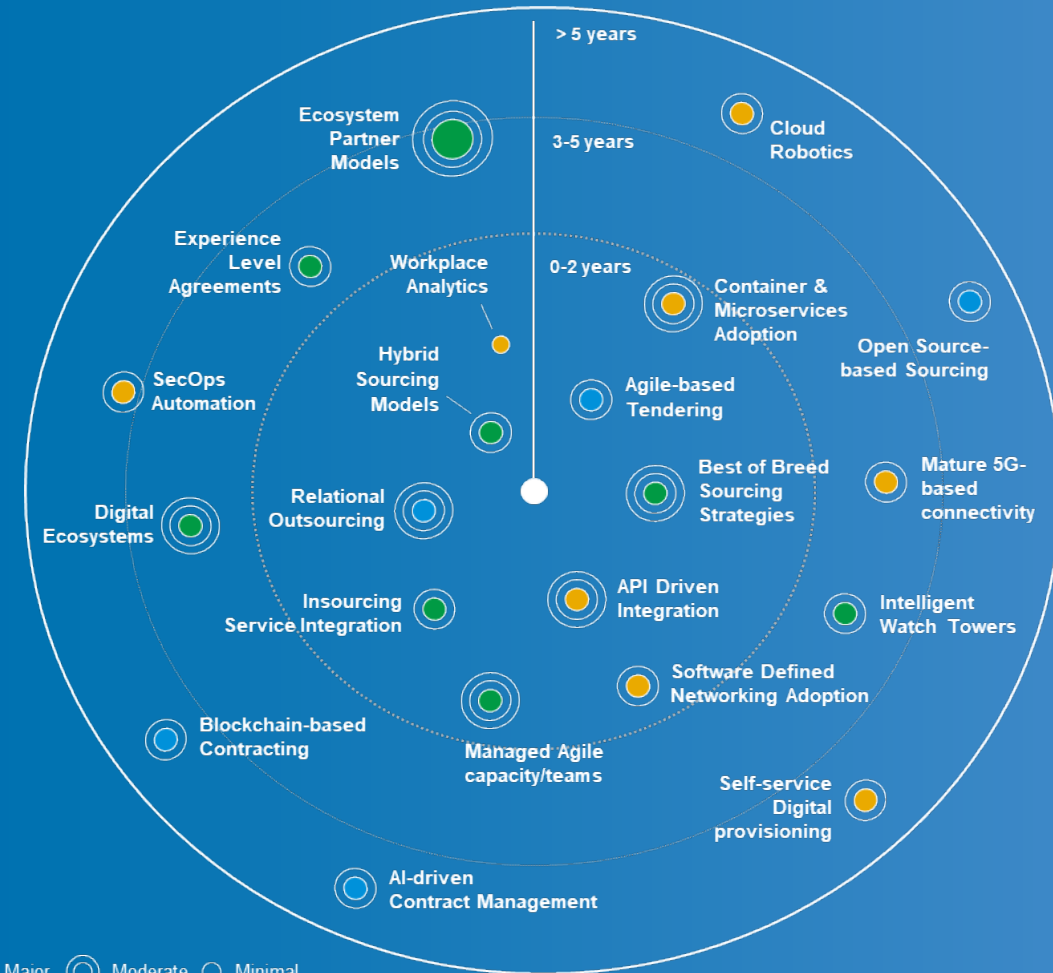 > 5 years
Ecosystem
Partner
Models
Cloud
Robotics
3-5 years
Experience
Level
Agreements
Workplace
Analytics
0-2 years
Container &
Microservices
Adoption
Open Source-
based Sourcing
Hybrid
Sourcing
Models
SecOps
Automation
Agile-based
Tendering
Best of Breed
Sourcing
Strategies
Mature 5G-
based
connectivity
Relational
Outsourcing
Digital
Ecosystems
API Driven
Integration
Insourcing
Service Integration
Intelligent
Watch Towers
Software Defined
Networking Adoption
Blockchain-based
Contracting
Managed Agile
capacity/teams
Self-service
Digital
provisioning
AI-driven
Contract Management
Major Moderate Minimal